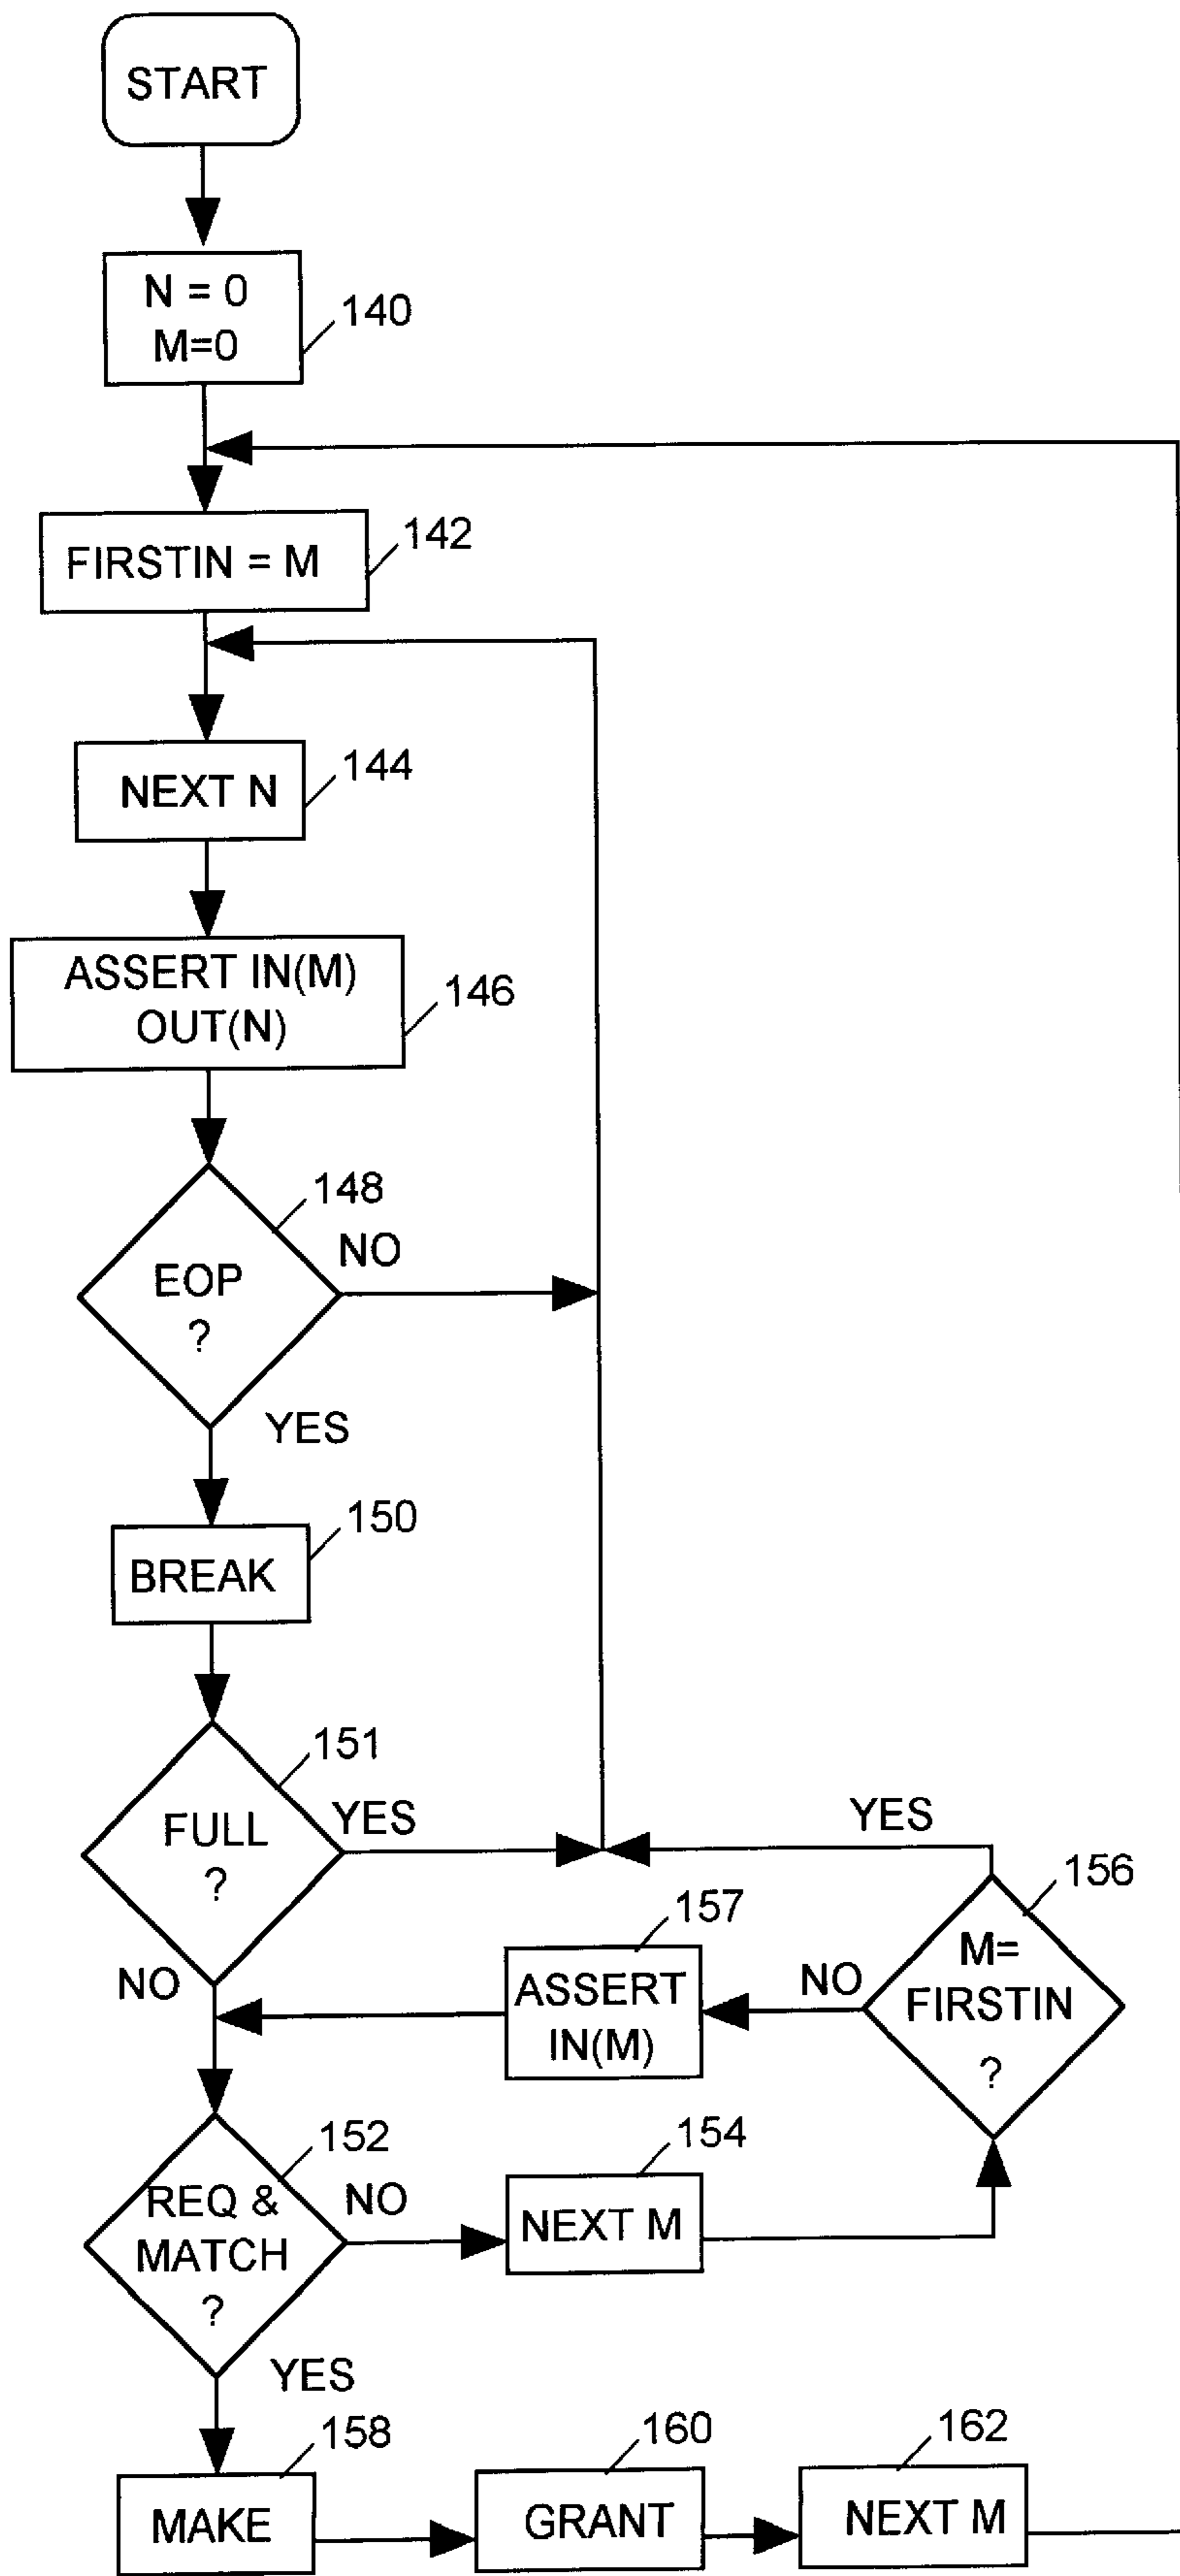 START
N = 0
M=0
140
FIRSTIN = M
142
NEXT N
144
ASSERT IN(M)
OUT(N)
146
148
NO
EOP
?
YES
150
BREAK
151
FULL
?
YES
YES
156
M=
FIRSTIN
?
157
NO
ASSERT
IN(M)
NO
152
REQ &
MATCH
?
NO
154
NEXT M
YES
158
MAKE
160
GRANT
162
NEXT M